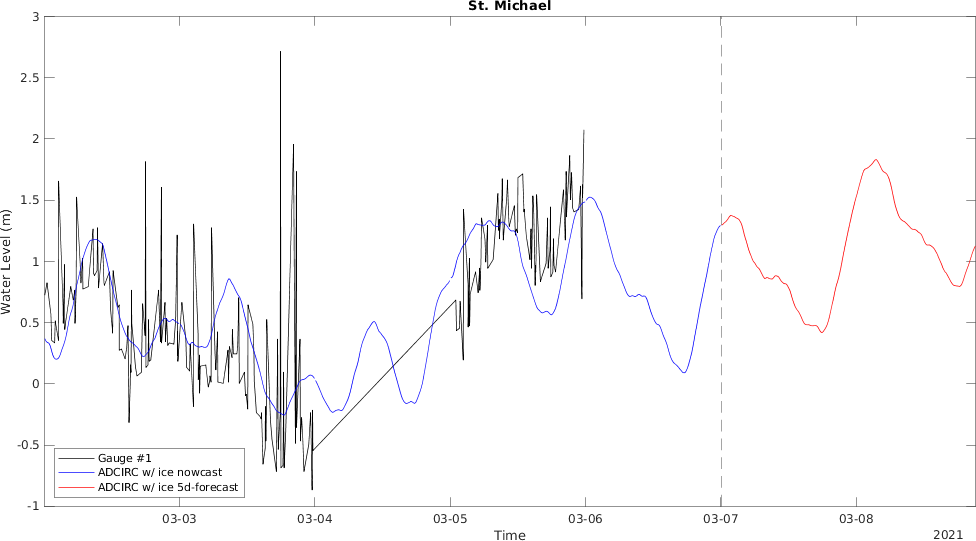 St. Michael
3
2.5
2
1.5
1
0.5
0
-0.5
-1
Water Level (m)
Gauge #1
ADCIRC w/ ice nowcast
ADCIRC w/ ice 5d-forecast
03-03 03-04 03-05 03-06 03-07 03-08
Time
2021